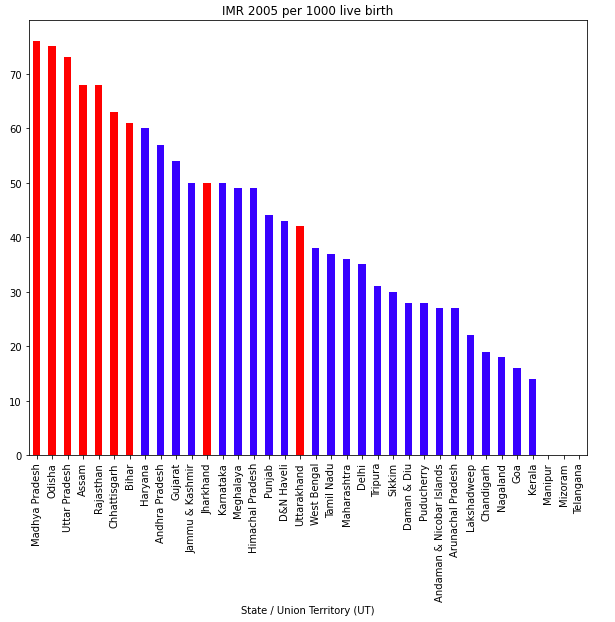 IMR 2005 per 1000 live birth
70
60
50
40
30
20
10
0
Madhya Pradesh
Odisha
Uttar Pradesh
Assam
Rajasthan
Chhattisgarh
Bihar
Haryana
Andhra Pradesh
Gujarat
Jammu & Kashmir
Jharkhand
Karnataka
Meghalaya
Himachal Pradesh
Punjab
D&N Haveli
Uttarakhand
West Bengal
Tamil Nadu
Maharashtra
Delhi
Tripura
Sikkim
Daman & Diu
Puducherry
Andaman & Nicobar Islands
Arunachal Pradesh
Lakshadweep
Chandigarh
Nagaland
Goa
Kerala
Manipur
Mizoram
Telangana
State / Union Territory (UT)